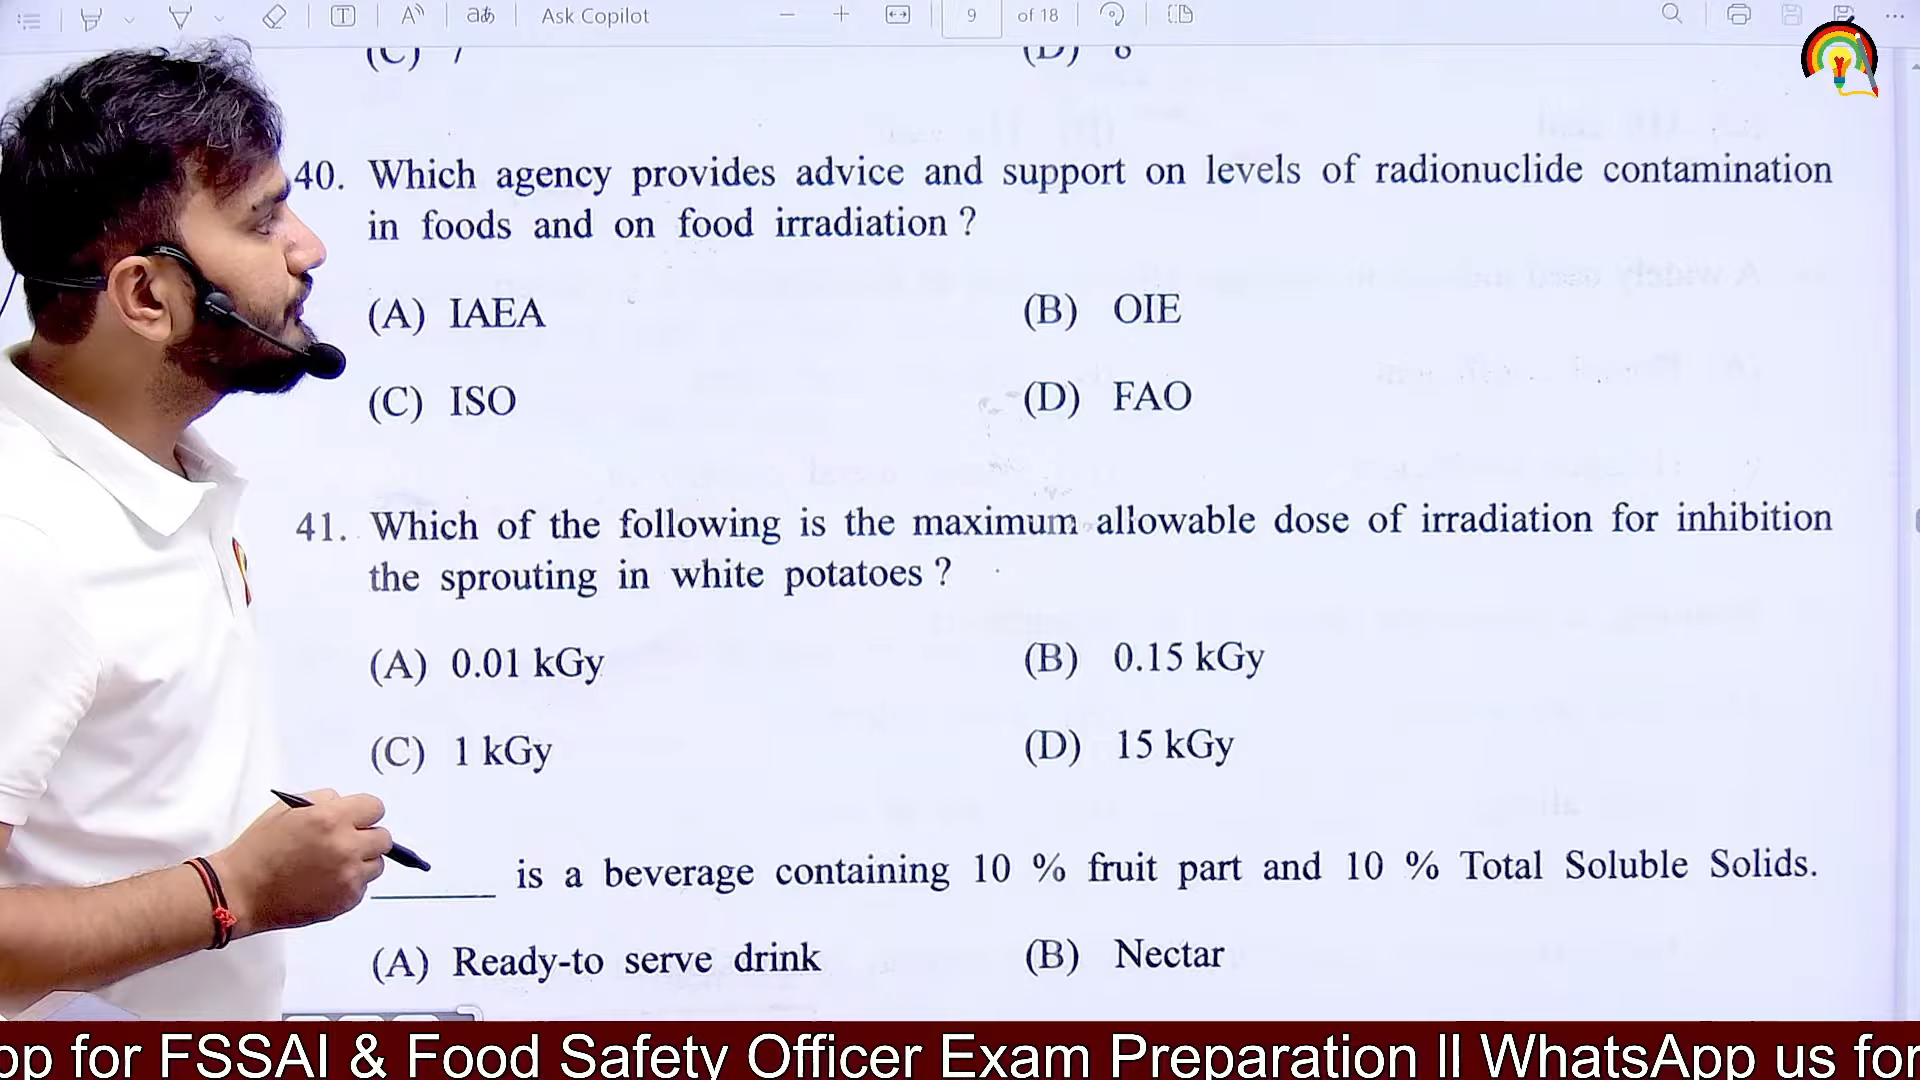 Ask Copilot
9 of 18
40. Which agency provides advice and support on levels of radionuclide contamination
in foods and on food irradiation ?
(A) IAEA (B) OIE
(C) ISO (D) FAO
41. Which of the following is the maximum allowable dose of irradiation for inhibition
the sprouting in white potatoes ?
(A) 0.01 kGy (B) 0.15 kGy
(C) 1 kGy (D) 15 kGy
is a beverage containing 10 % fruit part and 10 % Total Soluble Solids.
(A) Ready-to serve drink (B) Nectar
for FSSAI & Food Safety Officer Exam Preparation ll WhatsApp us for